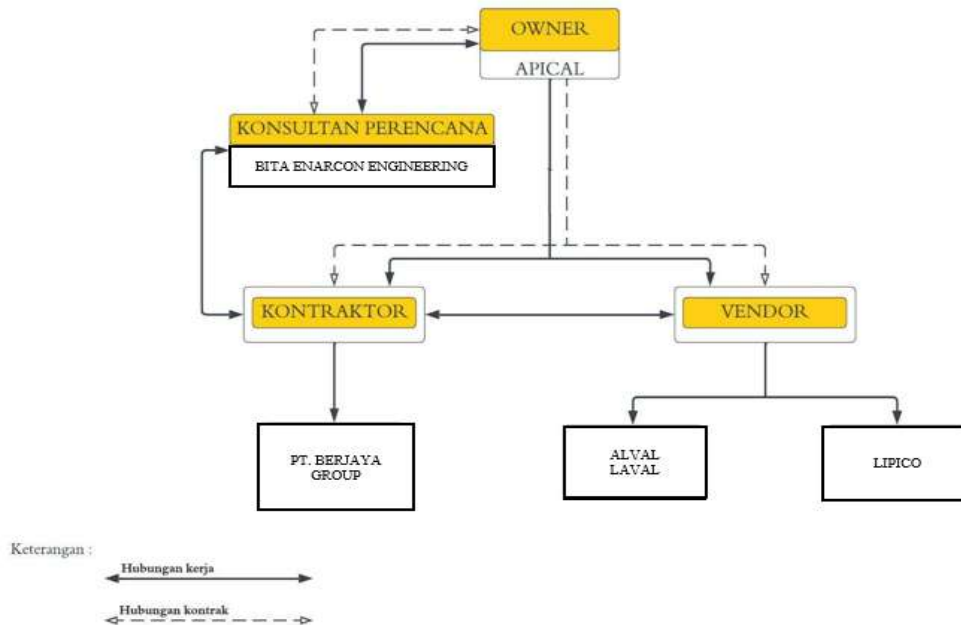 OWNER
APICAL
KONSULTAN PERENCANA
BITA ENARCON ENGINEERING
KONTRAKTOR
VENDOR
PT. BERJAYA
GROUP
ALVAL
LAVAL
LIPICO
Keterangan :
Hubungan kerja
Hubungan kontrak